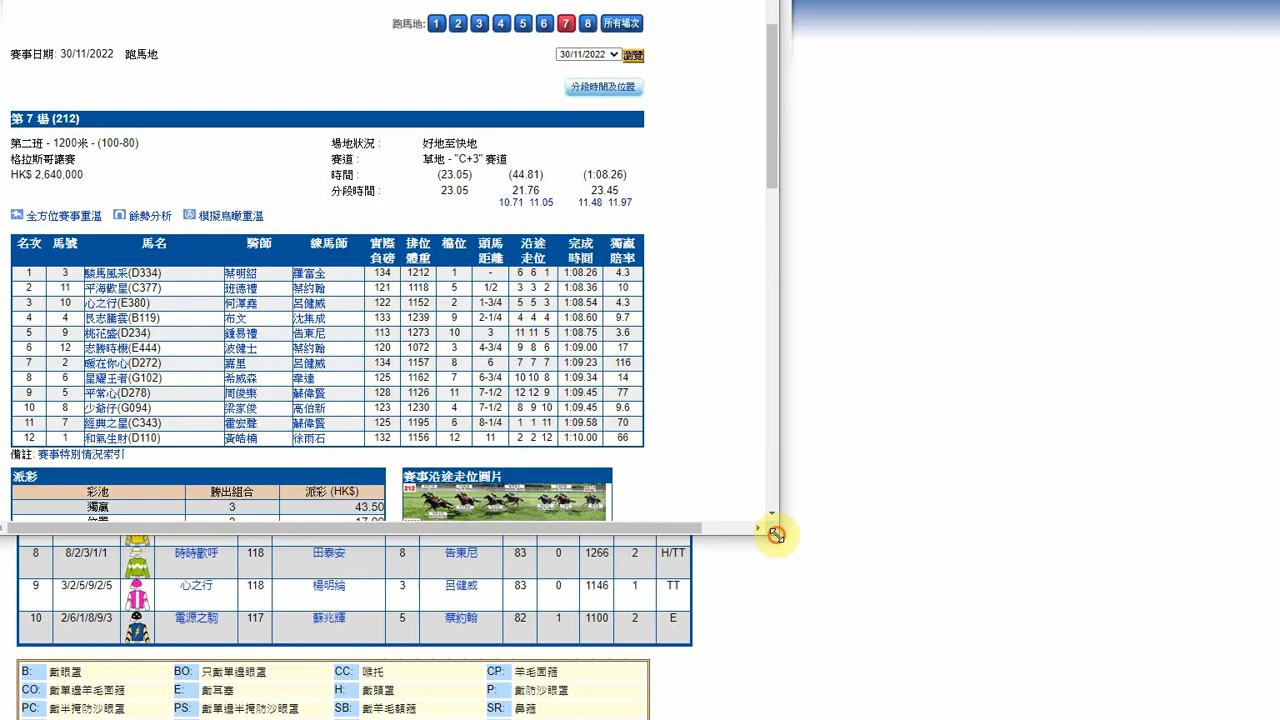 跑馬地: 1 2 3 4 5 6 7 8 所有場次
賽事日期: 30/11/2022 跑馬地 30/11/2022 瀏覽
分段時間及位置
第 7 場 (212)
第二班 - 1200米 - (100-80) 場地狀況 : 好地至快地
格拉斯哥讓賽 賽道 : 草地 - "C+3" 賽道
HK$ 2,640,000 時間 : (23.05) (44.81) (1:08.26)
分段時間 : 23.05 21.76 23.45
10.71 11.05 11.48 11.97
全方位賽事重溫 餘勢分析 模擬鳥瞰重溫
名次 馬號 馬名 騎師 練馬師 實際負磅 排位體重 檔位 頭馬距離 沿途走位 完成時間 獨贏賠率
1 3 駿馬風采(D334) 蔡明紹 羅富全 134 1212 1 - 6 6 1 1:08.26 4.3
2 11 平海歡星(C377) 班德禮 蔡約翰 121 1118 5 1/2 3 3 2 1:08.36 10
3 10 心之行(E380) 何澤堯 呂健威 122 1152 2 1-3/4 5 5 3 1:08.54 4.3
4 4 艮志騰雲(B119) 布文 沈集成 133 1239 9 2-1/4 4 4 4 1:08.60 9.7
5 9 桃花盛(D234) 鍾易禮 告東尼 113 1273 10 3 11 11 5 1:08.75 3.6
6 12 志勝時機(E444) 波健士 蔡約翰 120 1072 3 4-3/4 9 8 6 1:09.00 17
7 2 暖在你心(D272) 嘉里 呂健威 134 1157 8 6 7 7 7 1:09.23 116
8 6 星耀王者(G102) 希威森 韋達 125 1162 7 6-3/4 10 10 8 1:09.34 14
9 5 平常心(D278) 周俊樂 蘇偉賢 128 1126 11 7-1/2 12 12 9 1:09.45 77
10 8 少爺仔(G094) 梁家俊 高伯新 123 1230 4 7-1/2 8 9 10 1:09.45 9.6
11 7 經典之星(C343) 霍宏聲 蘇偉賢 125 1195 6 8-1/4 1 1 11 1:09.58 70
12 1 和氣生財(D110) 黃皓楠 徐雨石 132 1156 12 11 2 2 12 1:10.00 66
備註: 賽事特別情況索引
派彩 賽事沿途走位圖片
彩池 勝出組合 派彩 (HK$)
獨贏 3 43.50
212
8 8/2/3/1/1 時時歡呼 118 田泰安 8 告東尼 83 0 1266 2 H/TT
9 3/2/5/9/2/5 心之行 118 楊明綸 3 呂健威 83 0 1146 1 TT
10 2/6/1/8/9/3 電源之駒 117 蘇兆輝 5 蔡約翰 82 1 1100 2 E
B: 戴眼罩 BO: 只戴單邊眼罩 CC: 喉托 CP: 羊毛面箍
CO: 戴單邊羊毛面箍 E: 戴耳塞 H: 戴頭罩 P: 戴防沙眼罩
PC: 戴半掩防沙眼罩 PS: 戴單邊半掩防沙眼罩 SB: 戴羊毛額箍 SR: 鼻箍